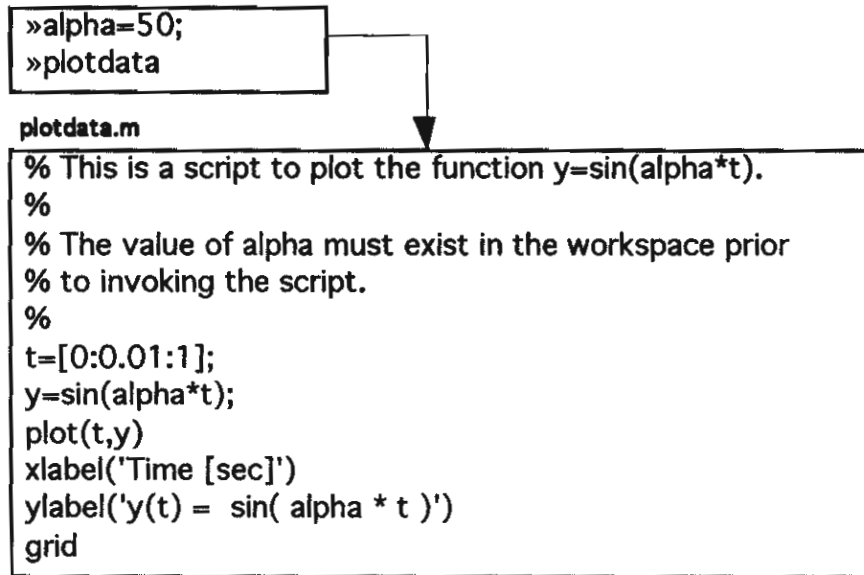 »alpha=50;
»plotdata
plotdata.m
% This is a script to plot the function y=sin(alpha*t).
%
% The value of alpha must exist in the workspace prior
% to invoking the script.
%
t=[0:0.01:1];
y=sin(alpha*t);
plot(t,y)
xlabel('Time [sec]')
ylabel('y(t) =  sin( alpha * t )')
grid